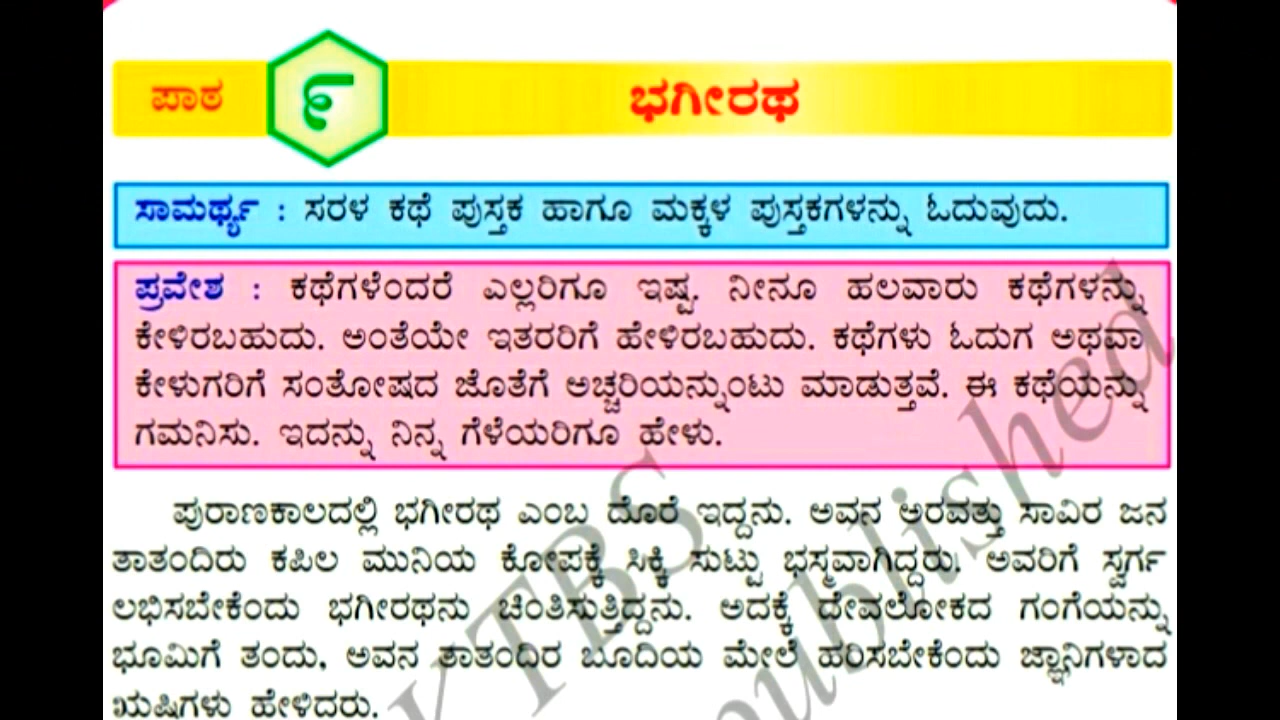 ಪಾಠ ೯ ಭಗೀರಥ
ಸಾಮರ್ಥ್ಯ : ಸರಳ ಕಥೆ ಪುಸ್ತಕ ಹಾಗೂ ಮಕ್ಕಳ ಪುಸ್ತಕಗಳನ್ನು ಓದುವುದು.
ಪ್ರವೇಶ : ಕಥೆಗಳೆಂದರೆ ಎಲ್ಲರಿಗೂ ಇಷ್ಟ. ನೀನೂ ಹಲವಾರು ಕಥೆಗಳನ್ನು
ಕೇಳಿರಬಹುದು. ಅಂತೆಯೇ ಇತರರಿಗೆ ಹೇಳಿರಬಹುದು. ಕಥೆಗಳು ಓದುಗ ಅಥವಾ
ಕೇಳುಗರಿಗೆ ಸಂತೋಷದ ಜೊತೆಗೆ ಅಚ್ಚರಿಯನ್ನುಂಟು ಮಾಡುತ್ತವೆ. ಈ ಕಥೆಯನ್ನು
ಗಮನಿಸು. ಇದನ್ನು ನಿನ್ನ ಗೆಳೆಯರಿಗೂ ಹೇಳು.
ಪುರಾಣಕಾಲದಲ್ಲಿ ಭಗೀರಥ ಎಂಬ ದೊರೆ ಇದ್ದನು. ಅವನ ಅರವತ್ತು ಸಾವಿರ ಜನ
ತಾತಂದಿರು ಕಪಿಲ ಮುನಿಯ ಕೋಪಕ್ಕೆ ಸಿಕ್ಕಿ ಸುಟ್ಟು ಭಸ್ಮವಾಗಿದ್ದರು. ಅವರಿಗೆ ಸ್ವರ್ಗ
ಲಭಿಸಬೇಕೆಂದು ಭಗೀರಥನು ಚಿಂತಿಸುತ್ತಿದ್ದನು. ಅದಕ್ಕೆ ದೇವಲೋಕದ ಗಂಗೆಯನ್ನು
ಭೂಮಿಗೆ ತಂದು, ಅವನ ತಾತಂದಿರ ಬೂದಿಯ ಮೇಲೆ ಹರಿಸಬೇಕೆಂದು ಜ್ಞಾನಿಗಳಾದ
ಋಷಿಗಳು ಹೇಳಿದರು.
KTBS
published